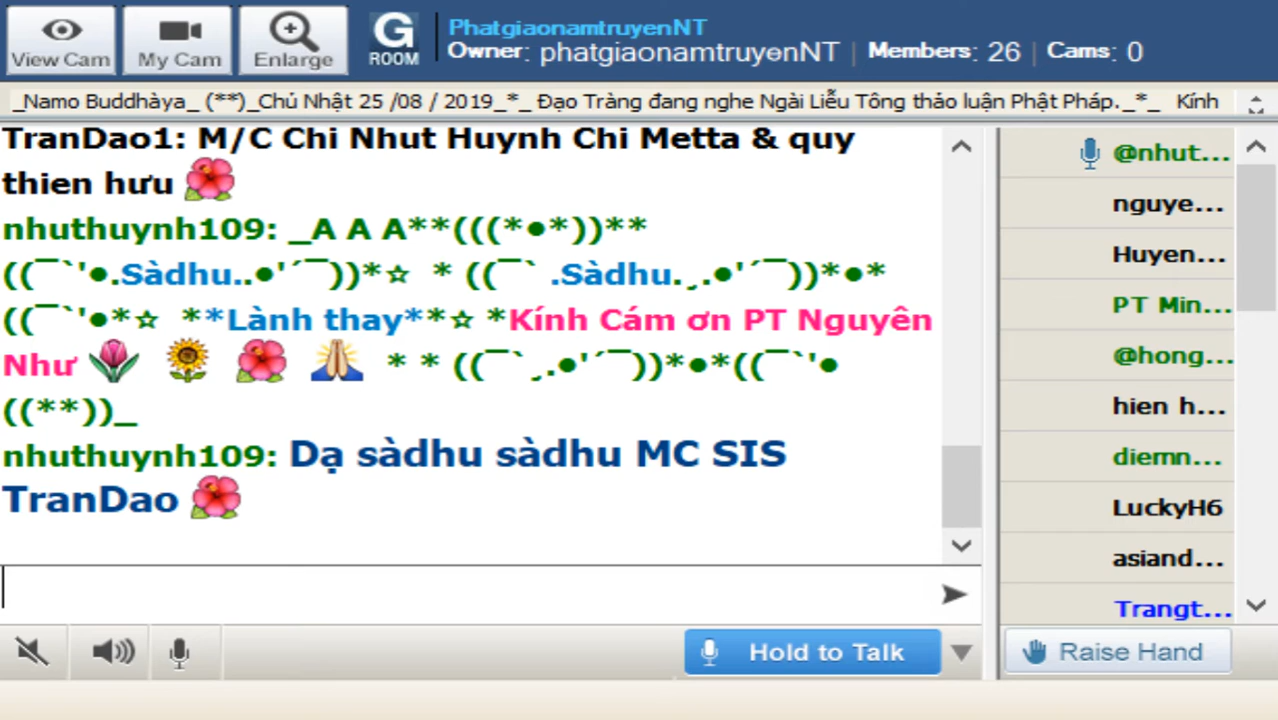 View Cam
My Cam
Enlarge
G
ROOM
PhatgiaonamtruyenNT
Owner: phatgiaonamtruyenNT | Members: 26 | Cams: 0
_Namo Buddhàya_ (**)_Chủ Nhật 25 /08 / 2019_*_ Đạo Tràng đang nghe Ngài Liễu Tông thảo luận Phật Pháp._*_ Kính
TranDao1: M/C Chi Nhut Huynh Chi Metta & quy
thien hưu 🌺
nhuthuynh109: _A A A**(((*●*))**
((¯`'●.Sàdhu..●'´¯))*☆ * ((¯` .Sàdhu.¸.●'´¯))*●*
((¯`'●*☆ **Lành thay**☆ *Kính Cám ơn PT Nguyên
Như 🌷 🌻 🌺 🙏 * * ((¯` ¸.●'´¯))*●*((¯`'●
((**))_
nhuthuynh109: Dạ sàdhu sàdhu MC SIS
TranDao 🌺
@nhut...
nguye...
Huyen...
PT Min...
@hong...
hien h...
diemn...
LuckyH6
asiand...
Trangt...
Hold to Talk
Raise Hand